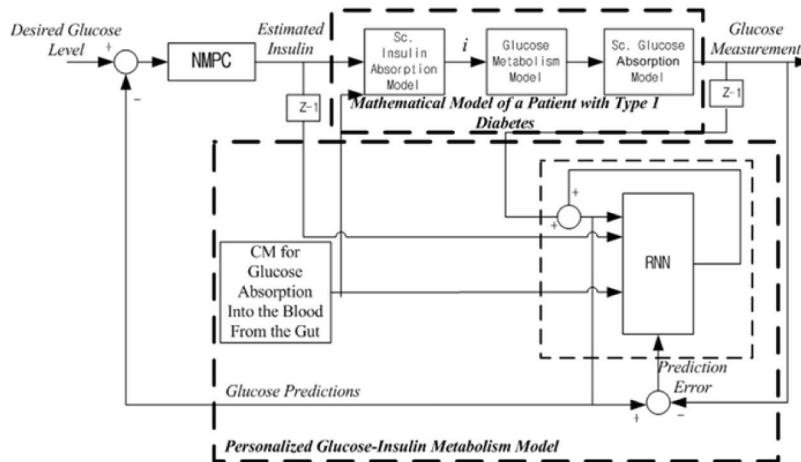 Desired Glucose
Level
+
−
NMPC
Estimated
Insulin
Z-1
Sc.
Insulin
Absorption
Model
i
Glucose
Metabolism
Model
Sc. Glucose
Absorption
Model
Mathematical Model of a Patient with Type 1
Diabetes
Glucose
Measurement
Z-1
+
+
RNN
CM for
Glucose
Absorption
Into the Blood
From the Gut
Prediction
Error
Glucose Predictions
+
−
Personalized Glucose-Insulin Metabolism Model